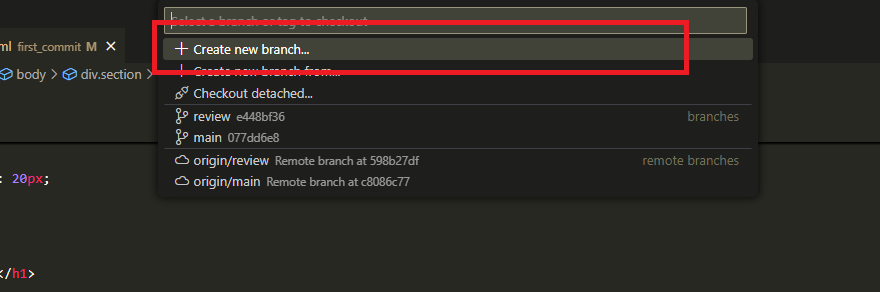 Select a branch or tag to checkout
ml first_commit M
Create new branch...
body > div.section >
Create new branch from...
Checkout detached...
review e448bf36 branches
main 077dd6e8
origin/review Remote branch at 598b27df remote branches
origin/main Remote branch at c8086c77
: 20px;
</h1>